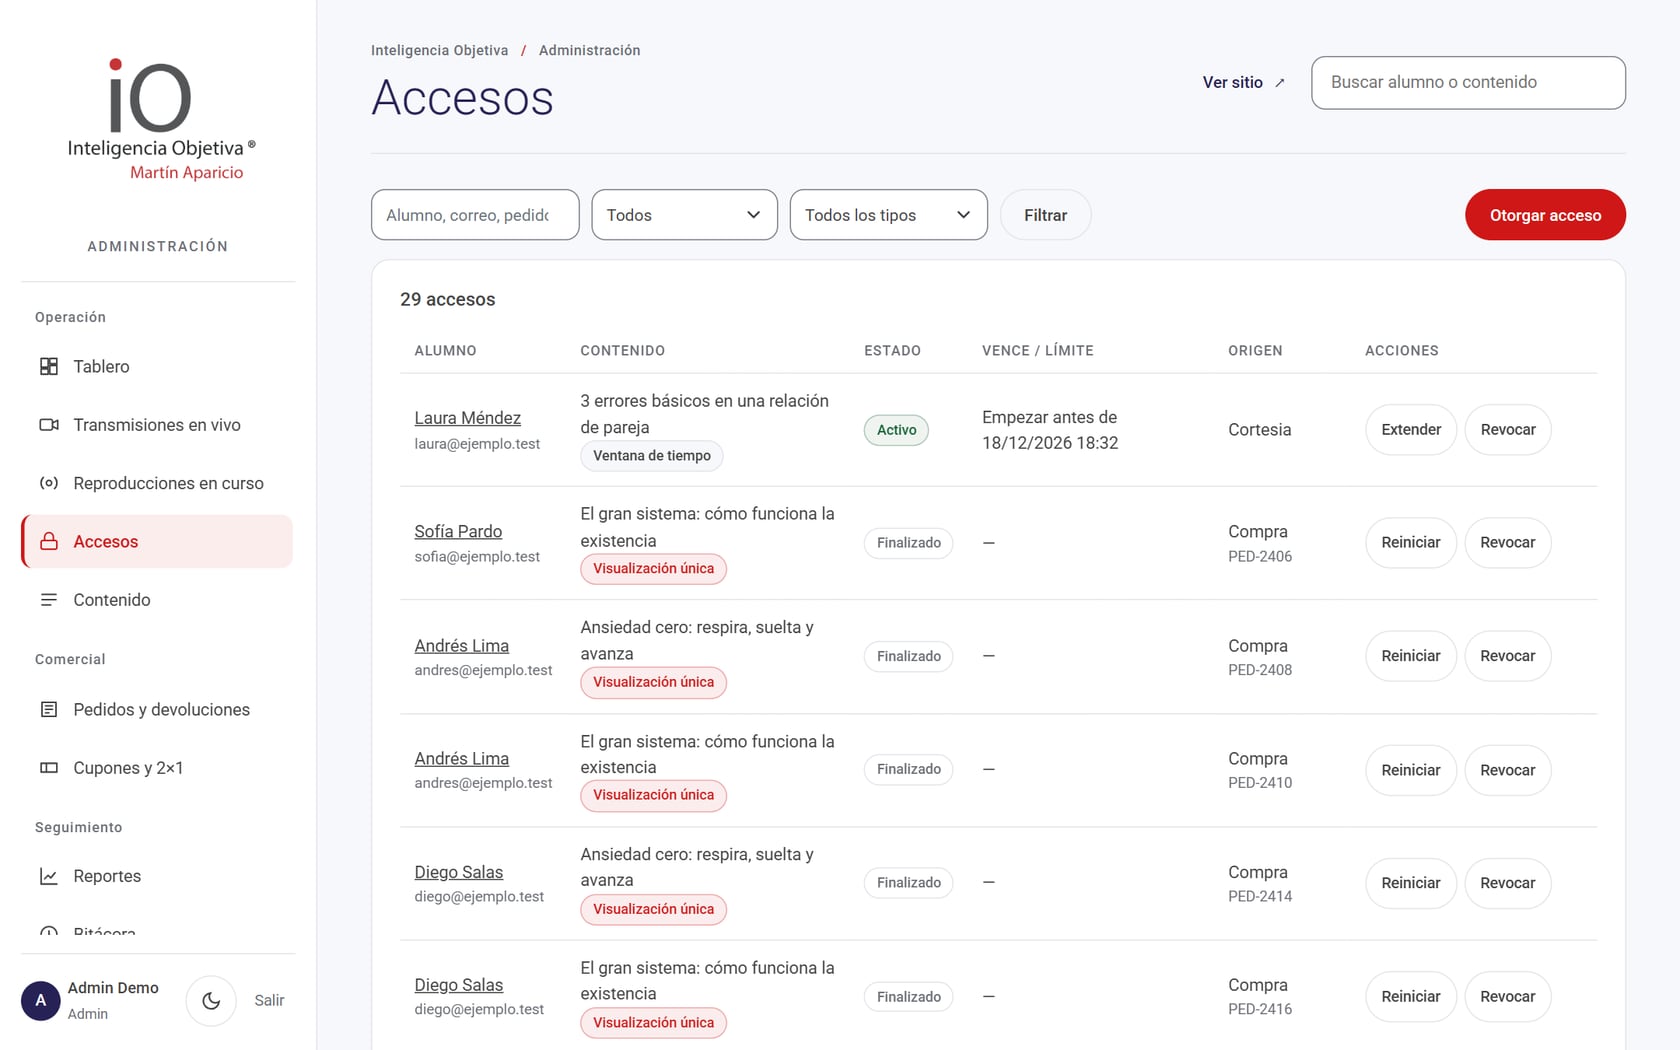 iO
Inteligencia Objetiva ®
Martín Aparicio
ADMINISTRACIÓN
Operación
Tablero
Transmisiones en vivo
Reproducciones en curso
Accesos
Contenido
Comercial
Pedidos y devoluciones
Cupones y 2×1
Seguimiento
Reportes
Bitácora
A
Admin Demo
Admin
Salir
Inteligencia Objetiva / Administración
Accesos
Ver sitio ↗
Buscar alumno o contenido
Alumno, correo, pedido
Todos
Todos los tipos
Filtrar
Otorgar acceso
29 accesos
ALUMNO CONTENIDO ESTADO VENCE / LÍMITE ORIGEN ACCIONES
Laura Méndez
laura@ejemplo.test
3 errores básicos en una relación
de pareja
Ventana de tiempo
Activo
Empezar antes de
18/12/2026 18:32
Cortesia
Extender
Revocar
Sofía Pardo
sofia@ejemplo.test
El gran sistema: cómo funciona la
existencia
Visualización única
Finalizado
—
Compra
PED-2406
Reiniciar
Revocar
Andrés Lima
andres@ejemplo.test
Ansiedad cero: respira, suelta y
avanza
Visualización única
Finalizado
—
Compra
PED-2408
Reiniciar
Revocar
Andrés Lima
andres@ejemplo.test
El gran sistema: cómo funciona la
existencia
Visualización única
Finalizado
—
Compra
PED-2410
Reiniciar
Revocar
Diego Salas
diego@ejemplo.test
Ansiedad cero: respira, suelta y
avanza
Visualización única
Finalizado
—
Compra
PED-2414
Reiniciar
Revocar
Diego Salas
diego@ejemplo.test
El gran sistema: cómo funciona la
existencia
Visualización única
Finalizado
—
Compra
PED-2416
Reiniciar
Revocar